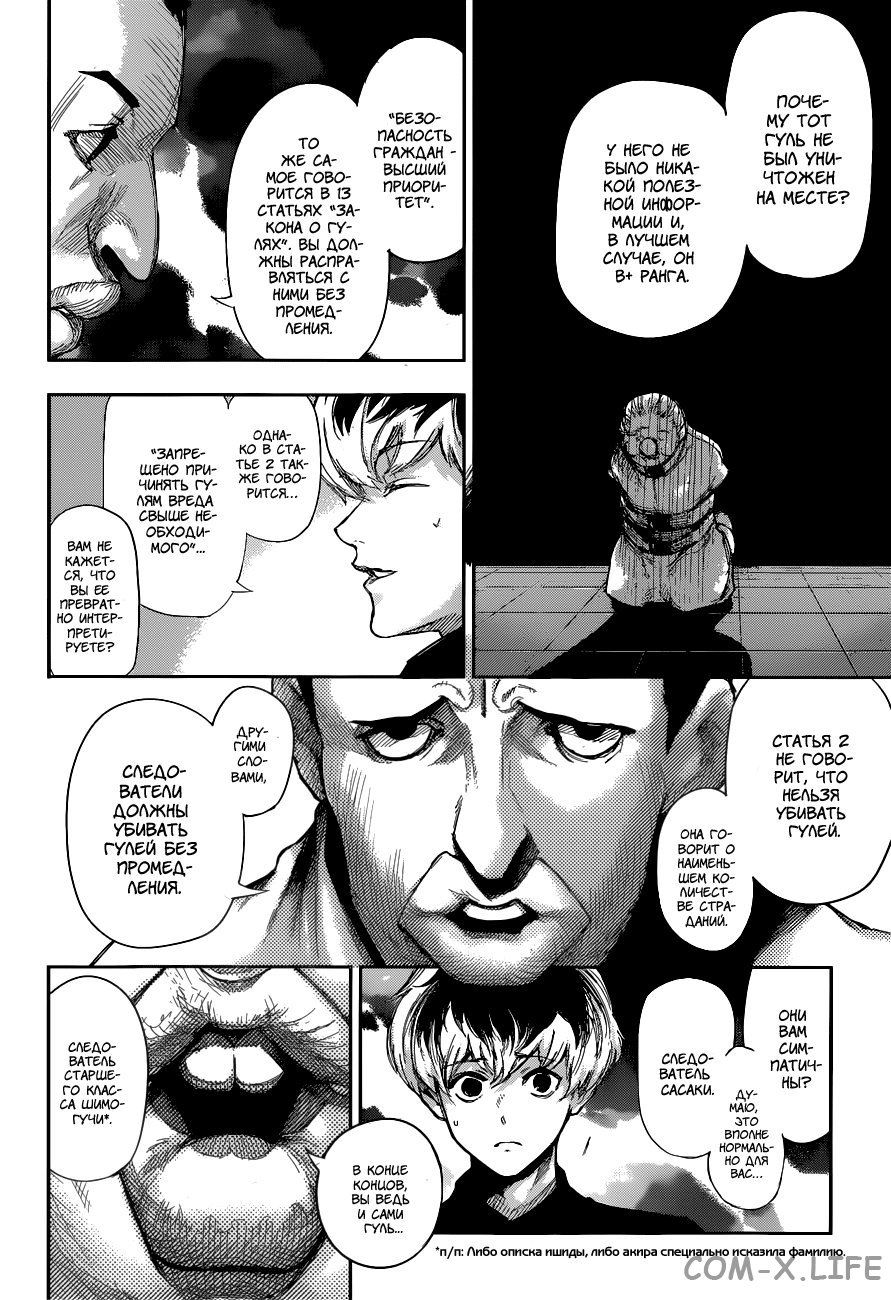 ПОЧЕ-
МУ ТОТ
ГУЛЬ НЕ
БЫЛ УНИ-
ЧТОЖЕН
НА МЕСТЕ?
У НЕГО НЕ
БЫЛО НИКА-
КОЙ ПОЛЕЗ-
НОЙ ИНФОР-
МАЦИИ И,
В ЛУЧШЕМ
СЛУЧАЕ, ОН
В+ РАНГА.
"БЕЗО-
ПАСНОСТЬ
ГРАЖДАН -
ВЫСШИЙ
ПРИОРИ-
ТЕТ".
ТО
ЖЕ СА-
МОЕ ГОВО-
РИТСЯ В 13
СТАТЬЯХ "ЗА-
КОНА О ГУ-
ЛЯХ". ВЫ ДОЛ-
ЖНЫ РАСПРА-
ВЛЯТЬСЯ С
НИМИ БЕЗ
ПРОМЕД-
ЛЕНИЯ.
ОДНА-
КО В СТА-
ТЬЕ 2 ТАК-
ЖЕ ГОВО-
РИТСЯ...
"ЗАПРЕ-
ЩЕНО ПРИ-
ЧИНЯТЬ ГУ-
ЛЯМ ВРЕДА
СВЫШЕ НЕ-
ОБХОДИ-
МОГО"...
ВАМ НЕ
КАЖЕТ-
СЯ, ЧТО
ВЫ ЕЕ
ПРЕВРАТ-
НО ИНТЕР-
ПРЕТИ-
РУЕТЕ?
СТАТЬЯ 2
НЕ ГОВО-
РИТ, ЧТО
НЕЛЬЗЯ
УБИВАТЬ
ГУЛЕЙ.
ОНА ГО-
ВОРИТ О
НАИМЕНЬ-
ШЕМ КО-
ЛИЧЕСТ-
ВЕ СТРА-
ДАНИЙ.
ДРУ-
ГИМИ
СЛО-
ВАМИ,
СЛЕДО-
ВАТЕЛИ
ДОЛЖНЫ
УБИВАТЬ
ГУЛЕЙ БЕЗ
ПРОМЕД-
ЛЕНИЯ.
ОНИ
ВАМ
СИМ-
ПАТИЧ-
НЫ?
СЛЕДО-
ВАТЕЛЬ
САСАКИ.
ДУ-
МАЮ,
ЭТО
ВПОЛНЕ
НОРМАЛЬ-
НО ДЛЯ
ВАС...
В КОНЦЕ
КОНЦОВ,
ВЫ ВЕДЬ
И САМИ
ГУЛЬ...
СЛЕДО-
ВАТЕЛЬ
СТАРШЕ-
ГО КЛАС-
СА ШИМО-
ГУЧИ*.
*п/п: Либо описка ишиды, либо акира специально исказила фамилию.
COM-X.LIFE